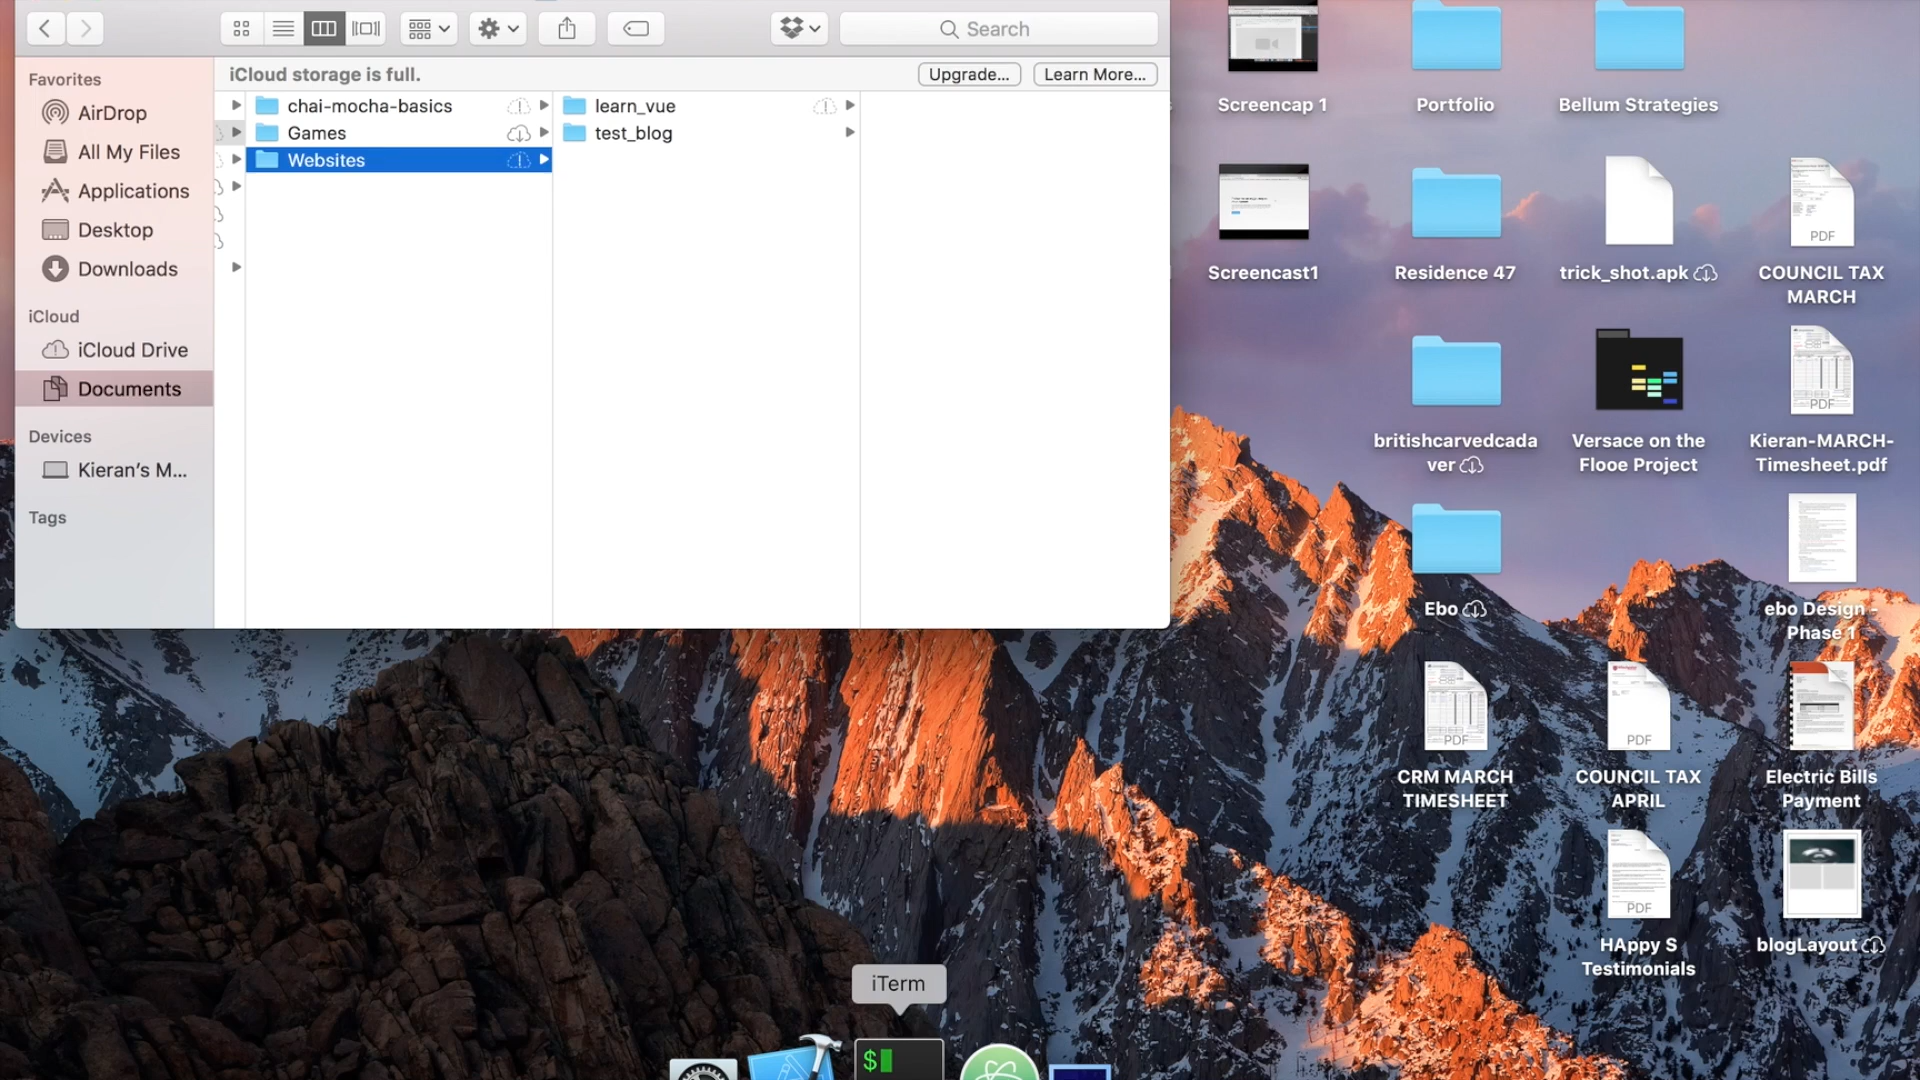 Search
Favorites
AirDrop
All My Files
Applications
Desktop
Downloads
iCloud
iCloud Drive
Documents
Devices
Kieran's M...
Tags
iCloud storage is full.
Upgrade...
Learn More...
chai-mocha-basics
Games
Websites
learn_vue
test_blog
Screencap 1
Portfolio
Bellum Strategies
Screencast1
Residence 47
trick_shot.apk
PDF
COUNCIL TAX
MARCH
britishcarvedcada
ver
Versace on the
Flooe Project
PDF
Kieran-MARCH-
Timesheet.pdf
Ebo
ebo Design -
Phase 1
PDF
CRM MARCH
TIMESHEET
PDF
COUNCIL TAX
APRIL
Electric Bills
Payment
PDF
HAppy S
Testimonials
blogLayout
iTerm
$